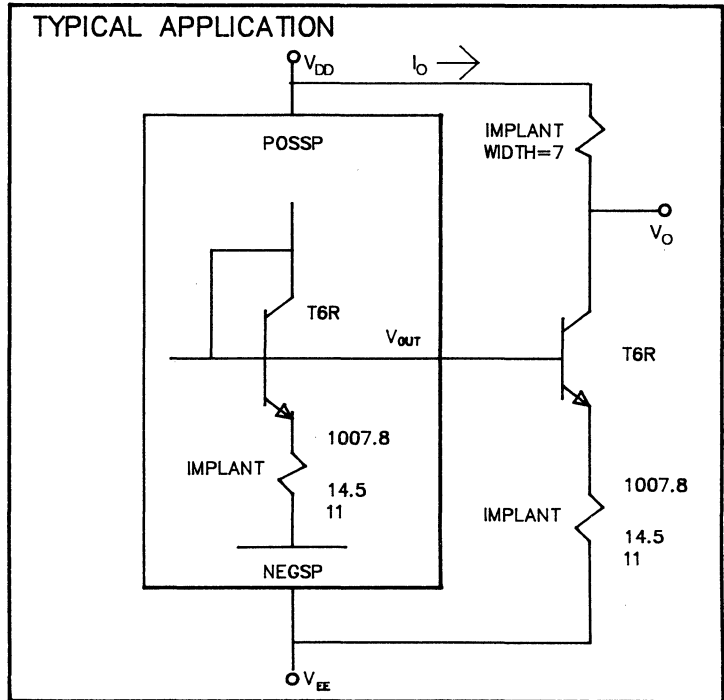 TYPICAL APPLICATION
VDD
IO
POSSP
IMPLANT
WIDTH=7
VO
T6R
VOUT
T6R
1007.8
IMPLANT
14.5
11
1007.8
IMPLANT
14.5
11
NEGSP
VEE